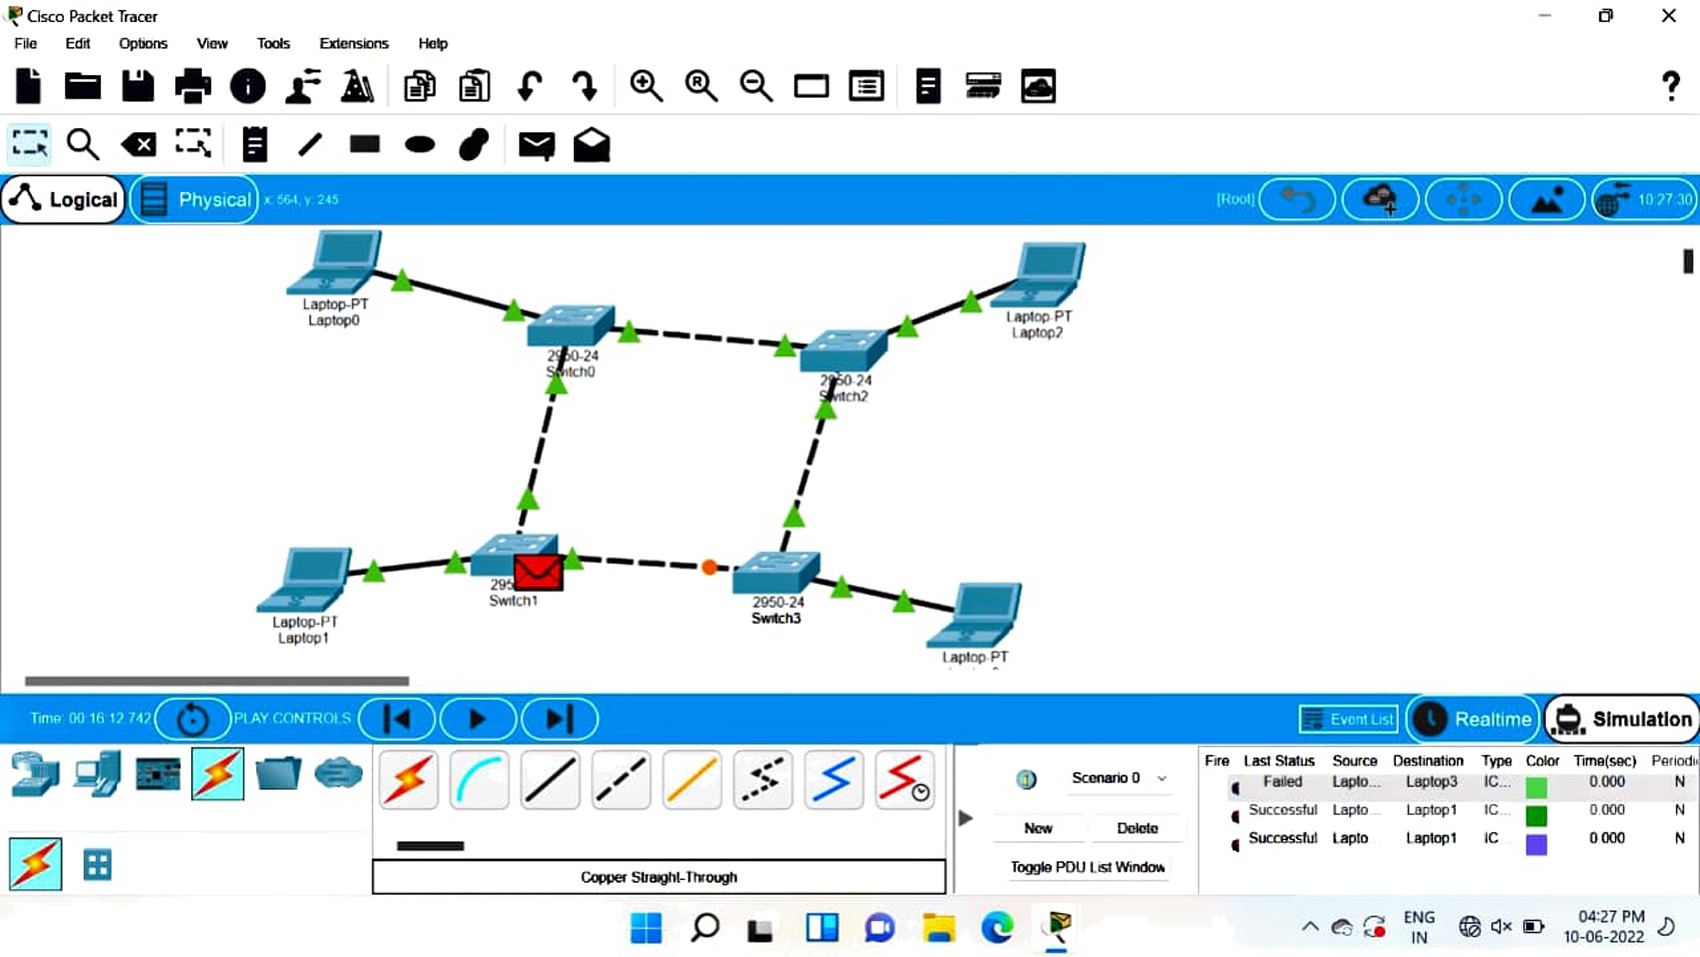 Cisco Packet Tracer
File Edit Options View Tools Extensions Help
Logical Physical x: 564, y: 245 [Root] 10:27:30
Laptop-PT
Laptop0
Laptop-PT
Laptop2
2950-24
Switch0
2950-24
Switch2
295
Switch1
2950-24
Switch3
Laptop-PT
Laptop1
Laptop-PT
Time: 00:16:12.742 PLAY CONTROLS Event List Realtime Simulation
Fire Last Status Source Destination Type Color Time(sec) Periodi
Failed Lapto... Laptop3 IC... 0.000 N
Successful Lapto... Laptop1 IC... 0.000 N
Successful Lapto Laptop1 IC 0 000 N
Scenario 0
New Delete
Toggle PDU List Window
Copper Straight-Through
ENG
IN
04:27 PM
10-06-2022